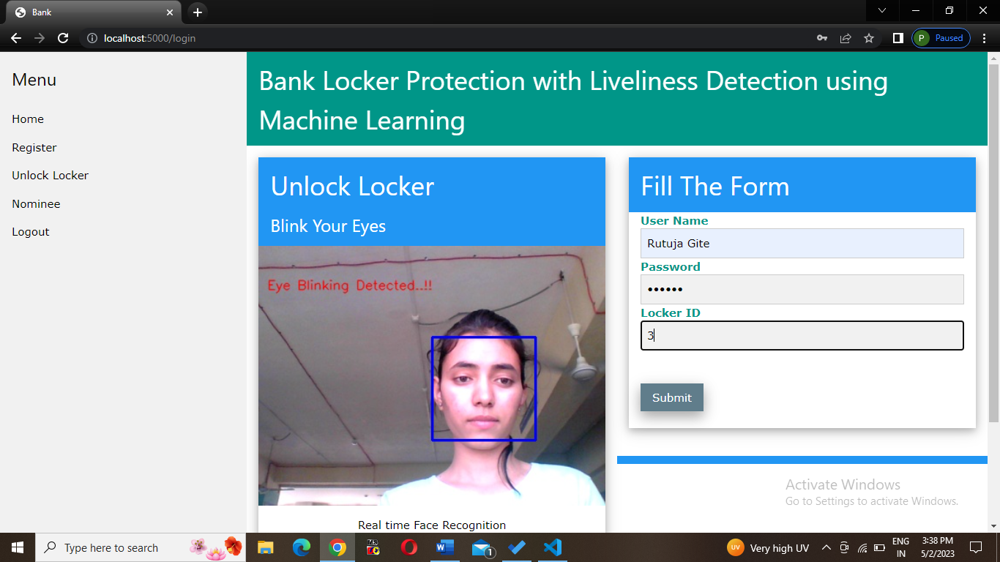 Bank
localhost:5000/login
P
Paused
Menu
Home
Register
Unlock Locker
Nominee
Logout
Bank Locker Protection with Liveliness Detection using
Machine Learning
Unlock Locker
Blink Your Eyes
Eye Blinking Detected..!!
Real time Face Recognition
Fill The Form
User Name
Rutuja Gite
Password
••••••
Locker ID
3
Submit
Activate Windows
Go to Settings to activate Windows.
Type here to search
1
UV
Very high UV
ENG
IN
3:38 PM
5/2/2023